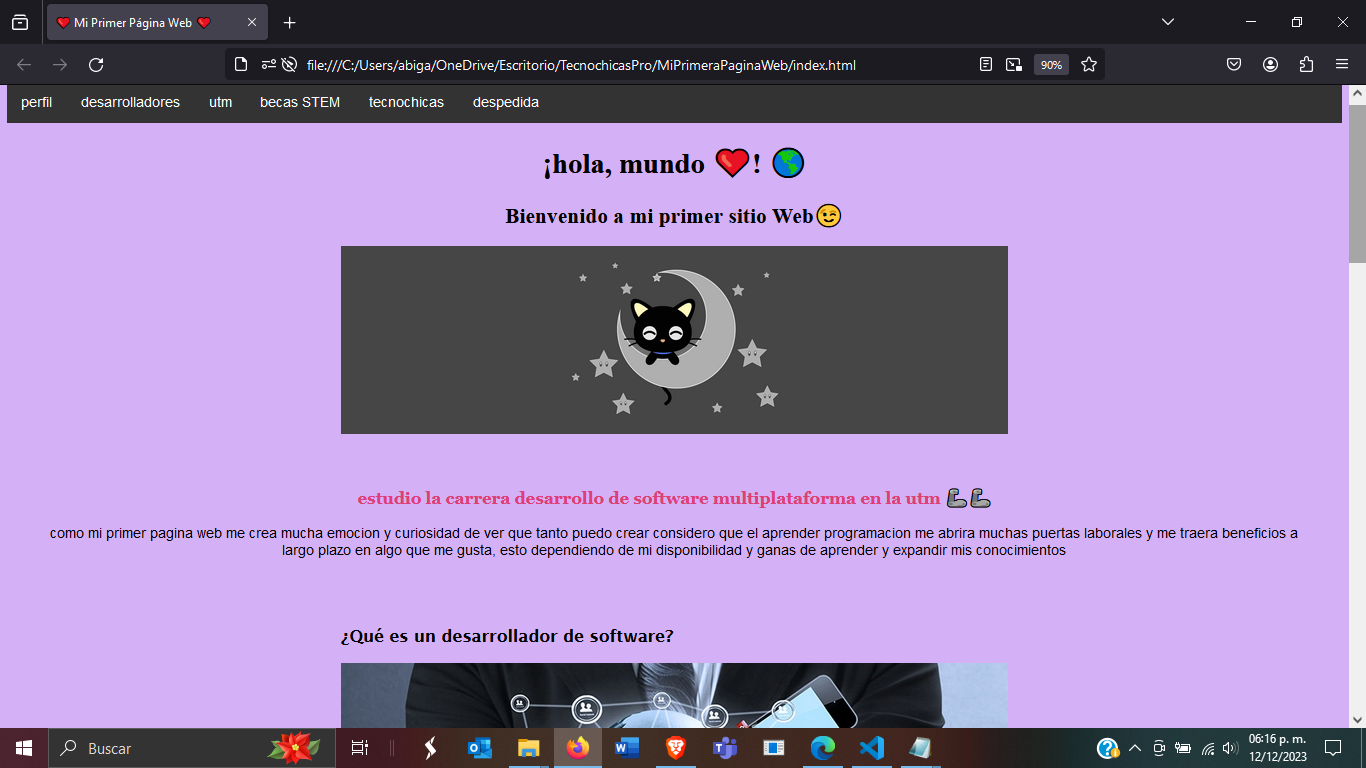 ❤️ Mi Primer Página Web ❤️
file:///C:/Users/abiga/OneDrive/Escritorio/TecnochicasPro/MiPrimeraPaginaWeb/index.html
90%
perfil desarrolladores utm becas STEM tecnochicas despedida
¡hola, mundo ❤️! 🌎
Bienvenido a mi primer sitio Web😉
estudio la carrera desarrollo de software multiplataforma en la utm 🦾🦾
como mi primer pagina web me crea mucha emocion y curiosidad de ver que tanto puedo crear considero que el aprender programacion me abrira muchas puertas laborales y me traera beneficios a
largo plazo en algo que me gusta, esto dependiendo de mi disponibilidad y ganas de aprender y expandir mis conocimientos
¿Qué es un desarrollador de software?
Buscar
06:16 p. m.
12/12/2023